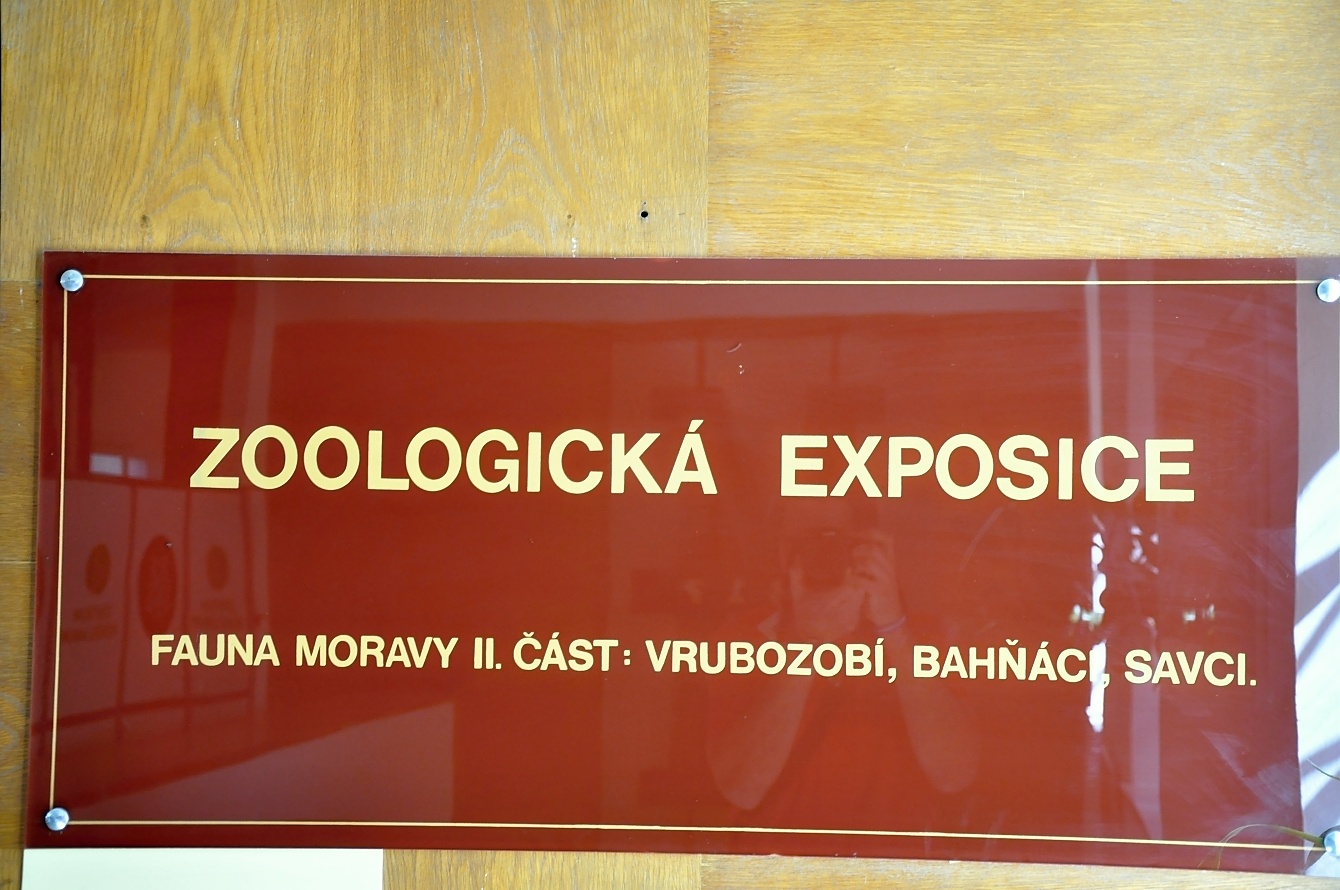 ZOOLOGICKÁ EXPOSICE
FAUNA MORAVY II. ČÁST: VRUBOZOBÍ, BAHŇÁCI, SAVCI.